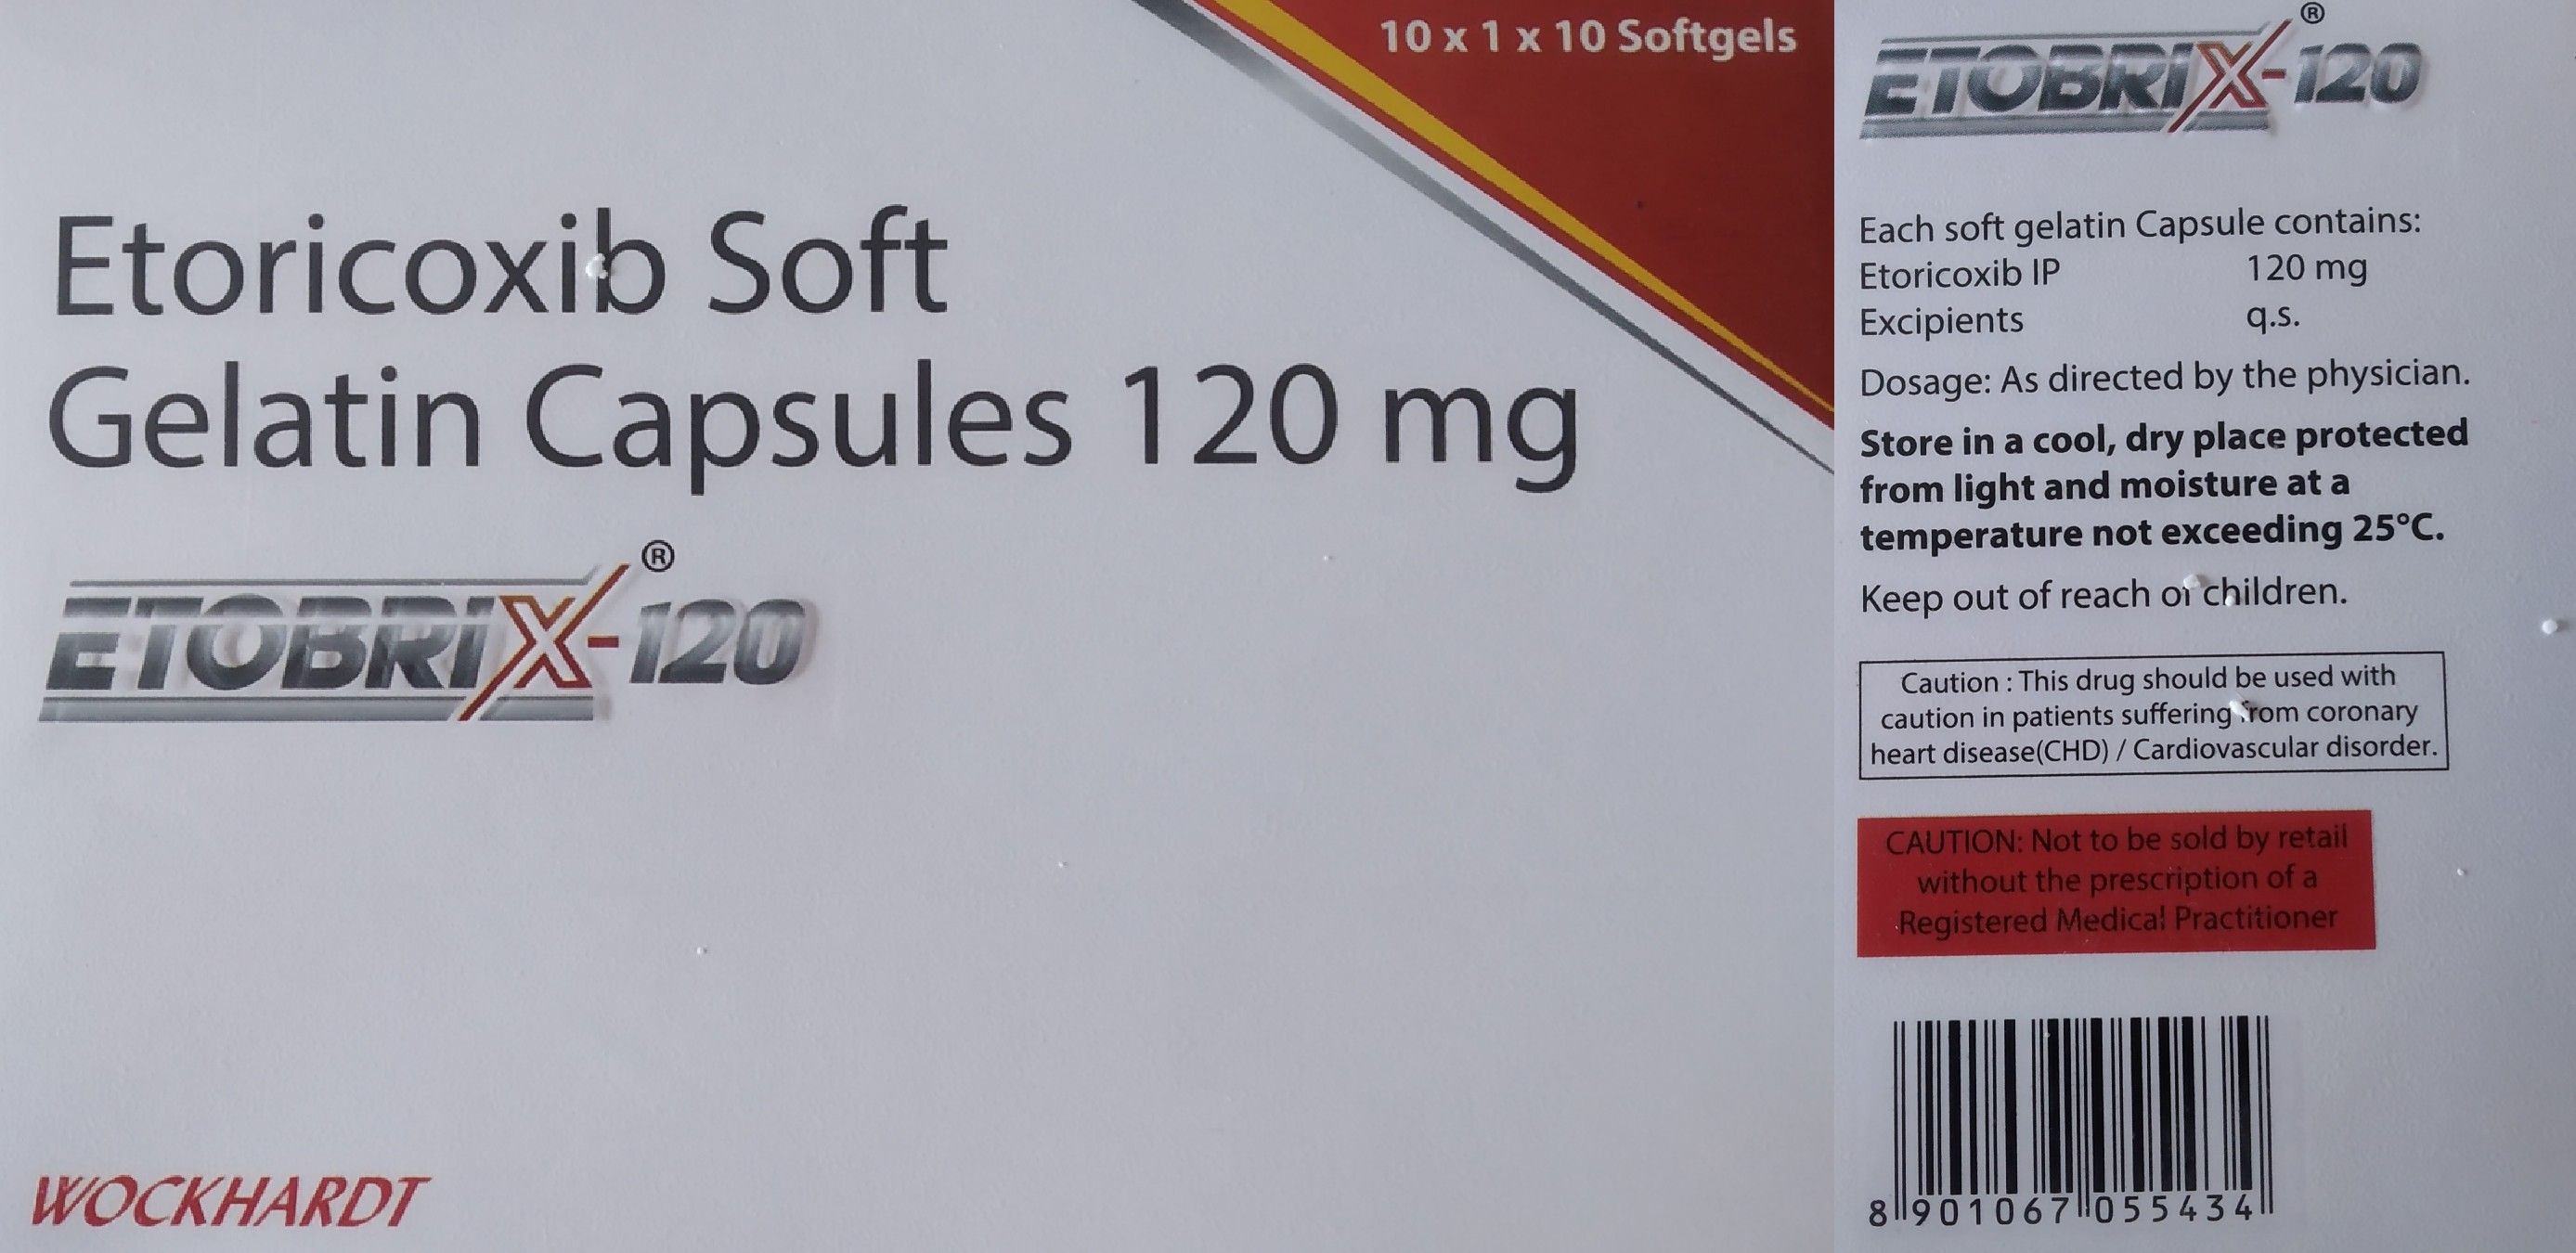 10 x 1 x 10 Softgels
Etoricoxib Soft
Gelatin Capsules 120 mg
ETOBRIX-120®
WOCKHARDT
ETOBRIX-120®
Each soft gelatin Capsule contains:
Etoricoxib IP 120 mg
Excipients q.s.
Dosage: As directed by the physician.
Store in a cool, dry place protected
from light and moisture at a
temperature not exceeding 25°C.
Keep out of reach of children.
Caution : This drug should be used with
caution in patients suffering from coronary
heart disease(CHD) / Cardiovascular disorder.
CAUTION: Not to be sold by retail
without the prescription of a
Registered Medical Practitioner
8 901067 055434